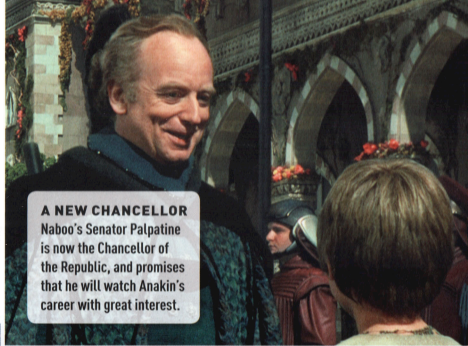 A NEW CHANCELLOR
Naboo's Senator Palpatine
is now the Chancellor of
the Republic, and promises
that he will watch Anakin's
career with great interest.